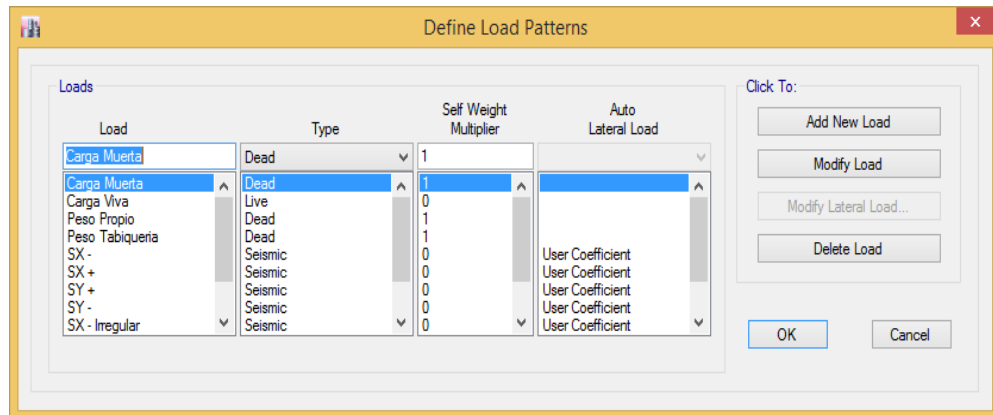 Define Load Patterns
x
Loads
Click To:
Load Type Self Weight Multiplier Auto Lateral Load
Carga Muerta Dead 1
Carga Muerta Dead 1
Carga Viva Live 0
Peso Propio Dead 1
Peso Tabiqueria Dead 1
SX - Seismic 0 User Coefficient
SX + Seismic 0 User Coefficient
SY + Seismic 0 User Coefficient
SY - Seismic 0 User Coefficient
SX - Irregular Seismic 0 User Coefficient
Add New Load
Modify Load
Modify Lateral Load...
Delete Load
OK Cancel